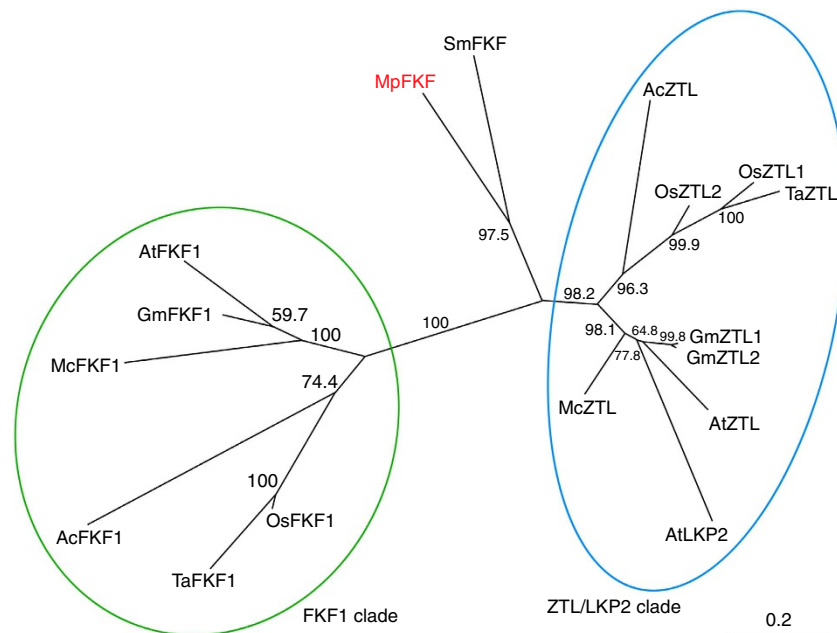 SmFKF
MpFKF
AcZTL
OsZTL1
OsZTL2
TaZTL
100
97.5
99.9
AtFKF1
98.2
96.3
GmFKF1
59.7
100
100
98.1
64.8
99.8
GmZTL1
GmZTL2
77.8
McFKF1
74.4
McZTL
AtZTL
100
OsFKF1
AcFKF1
AtLKP2
TaFKF1
FKF1 clade
ZTL/LKP2 clade
0.2